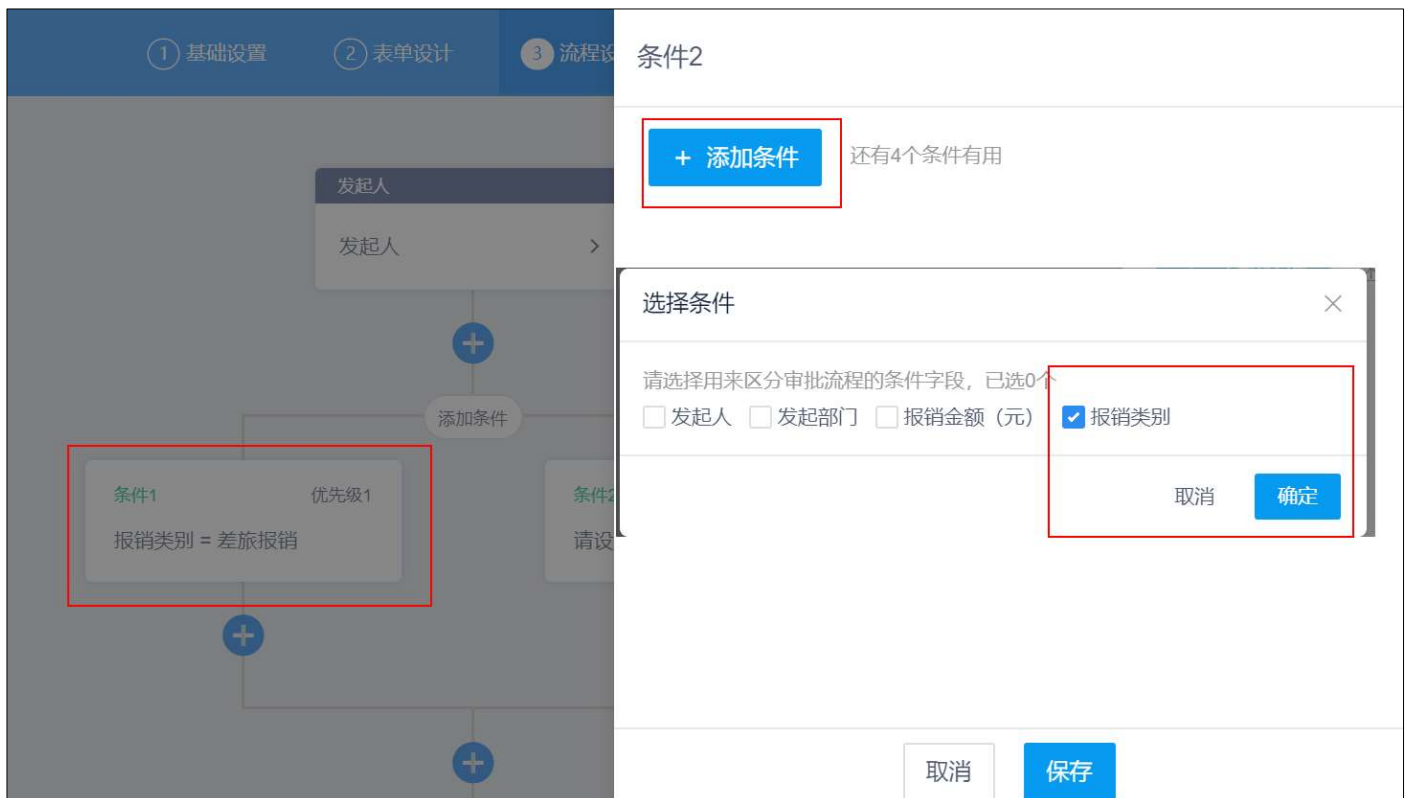 1 基础设置
2 表单设计
3 流程设
条件2
+ 添加条件
还有4个条件有用
发起人
发起人
选择条件
请选择用来区分审批流程的条件字段，已选0个
发起人 发起部门 报销金额（元） 报销类别
取消 确定
添加条件
条件1 优先级1
报销类别 = 差旅报销
条件2
请设
取消 保存